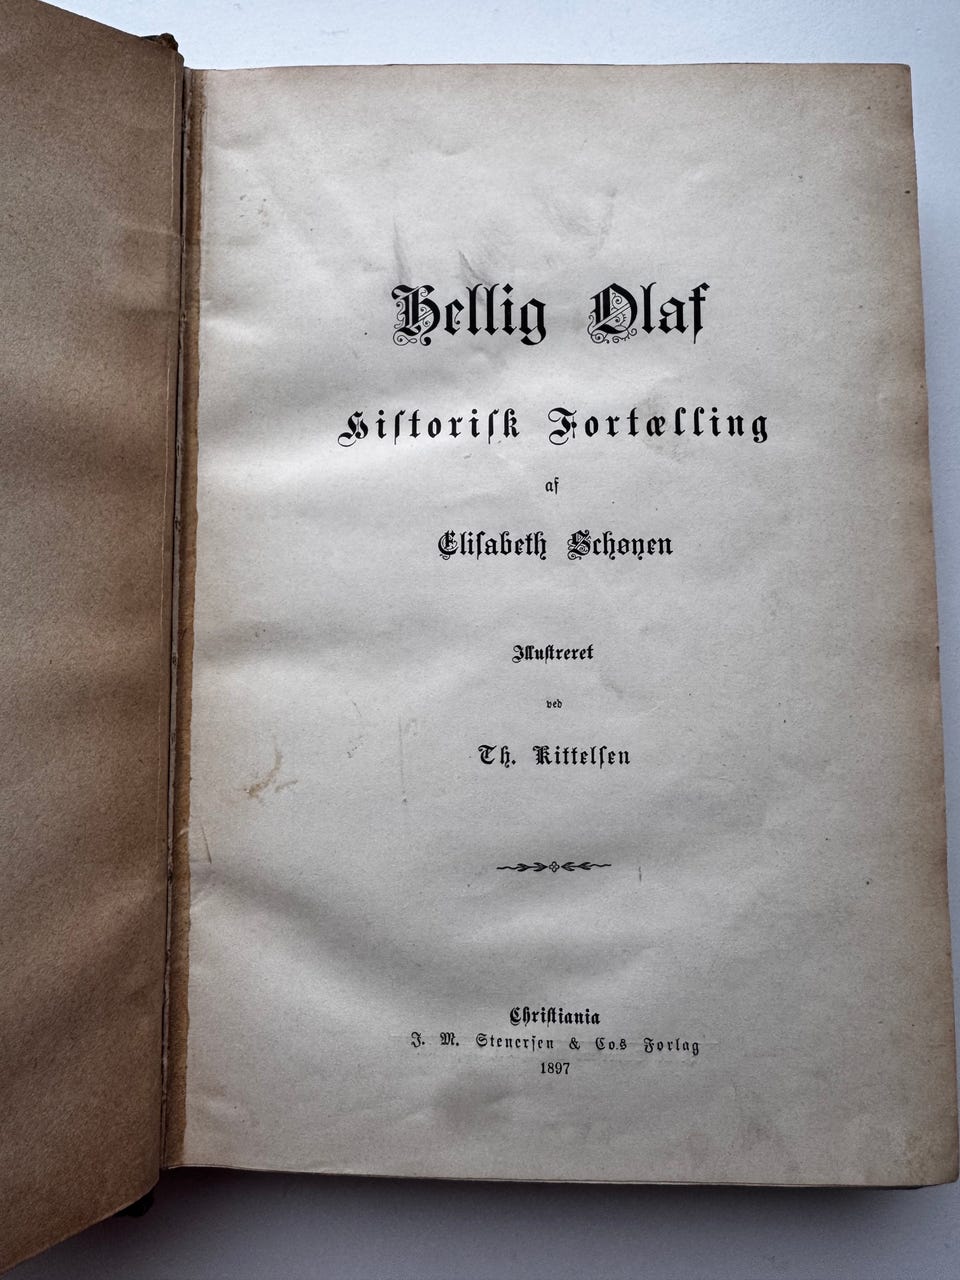 Hellig Olaf
Hiſtoriſk Fortælling
af
Eliſabeth Schøyen
Illuſtreret
ved
Th. Kittelſen
Chriſtiania
J. M. Stenerſen & Co.s Forlag
1897